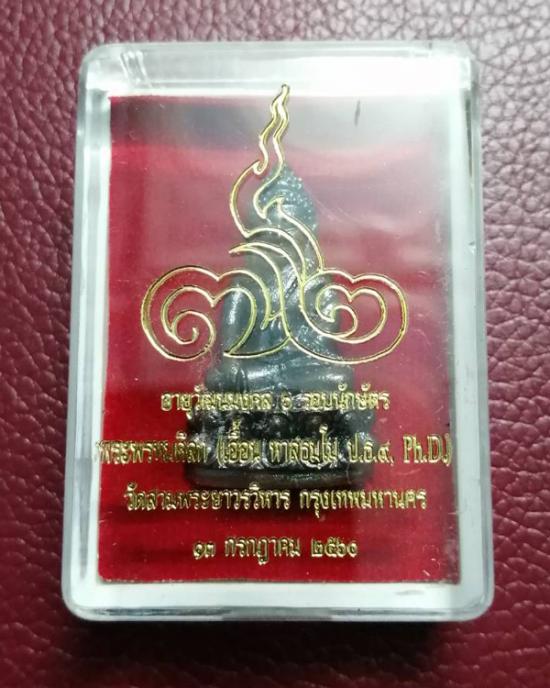 อายุวัฒนมงคล ๖ รอบนักษัตร
พระพรหมดิลก (เอื้อน หาสธมฺโม ป.ธ.๙, Ph.D.)
วัดสามพระยาวรวิหาร กรุงเทพมหานคร
๑๓ กรกฎาคม ๒๕๖๐